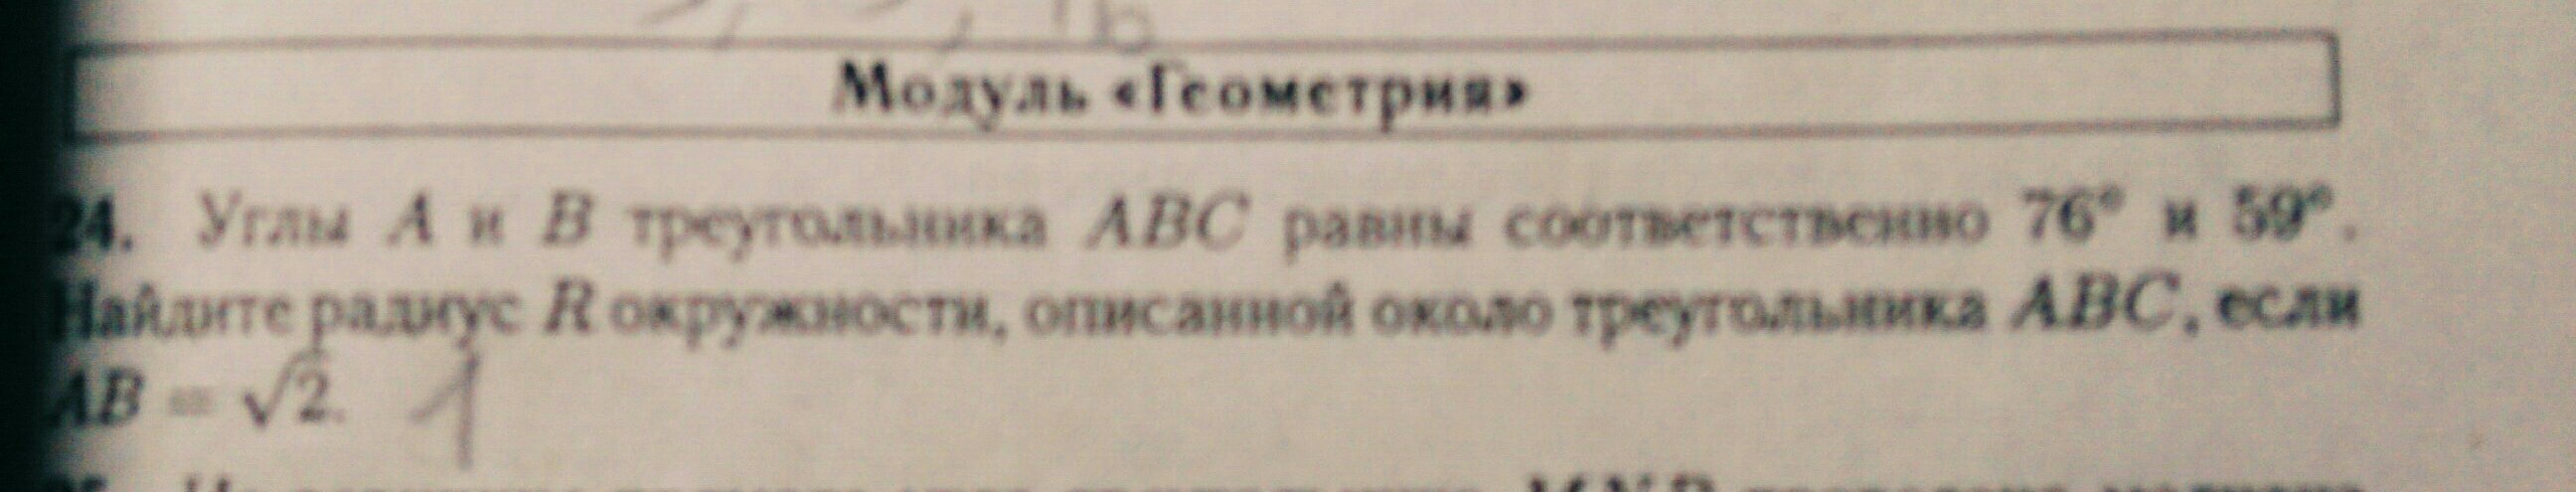 Модуль «Геометрия»
24. Углы A и B треугольника ABC равны соответственно 76° и 59°.
Найдите радиус R окружности, описанной около треугольника ABC, если
AB = √2. 1